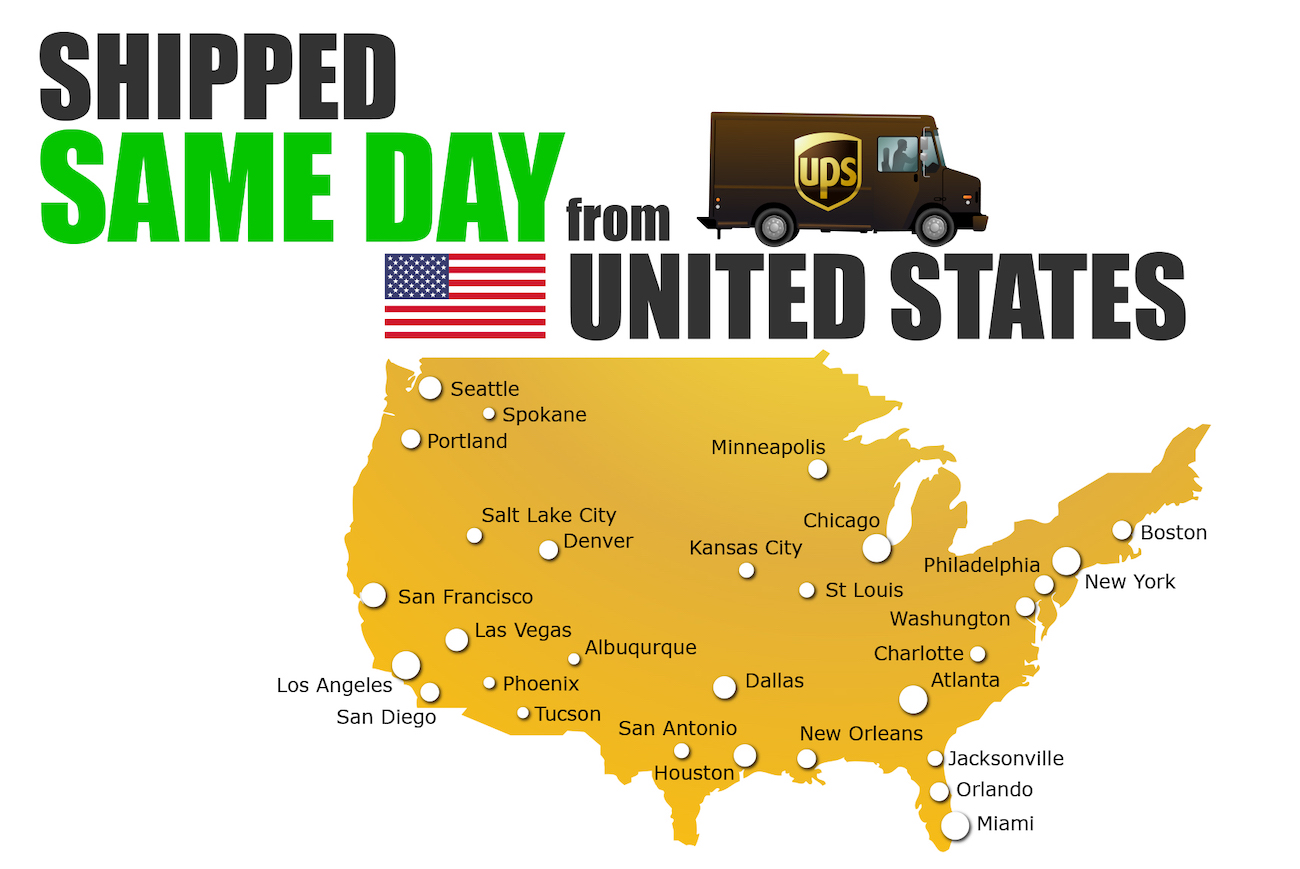 SHIPPED
SAME DAY from
ups
UNITED STATES
Seattle
Spokane
Portland
Minneapolis
Salt Lake City
Chicago
Boston
Denver
Kansas City
Philadelphia
New York
St Louis
San Francisco
Washungton
Las Vegas
Albuqurque
Charlotte
Los Angeles
Phoenix
Dallas
Atlanta
San Diego
Tucson
San Antonio
New Orleans
Houston
Jacksonville
Orlando
Miami